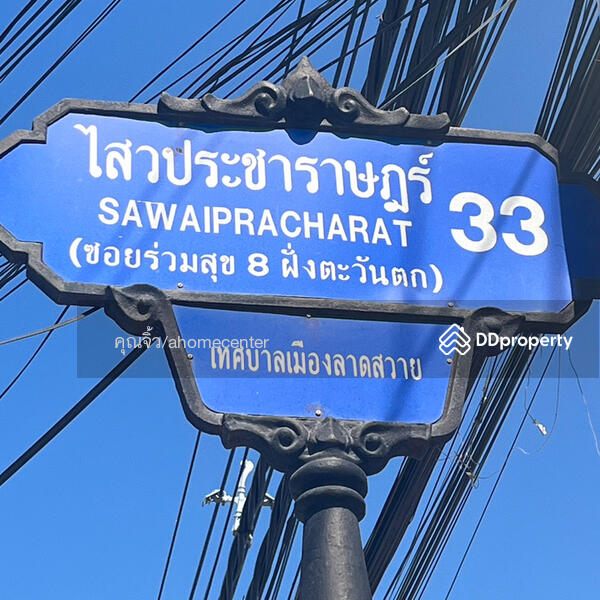 ไสวประชาราษฎร์ 33
SAWAIPRACHARAT
(ซอยร่วมสุข 8 ฝั่งตะวันตก)
คุณจิ๋ว/ahomecenter
DDproperty
เทศบาลเมืองลาดสวาย